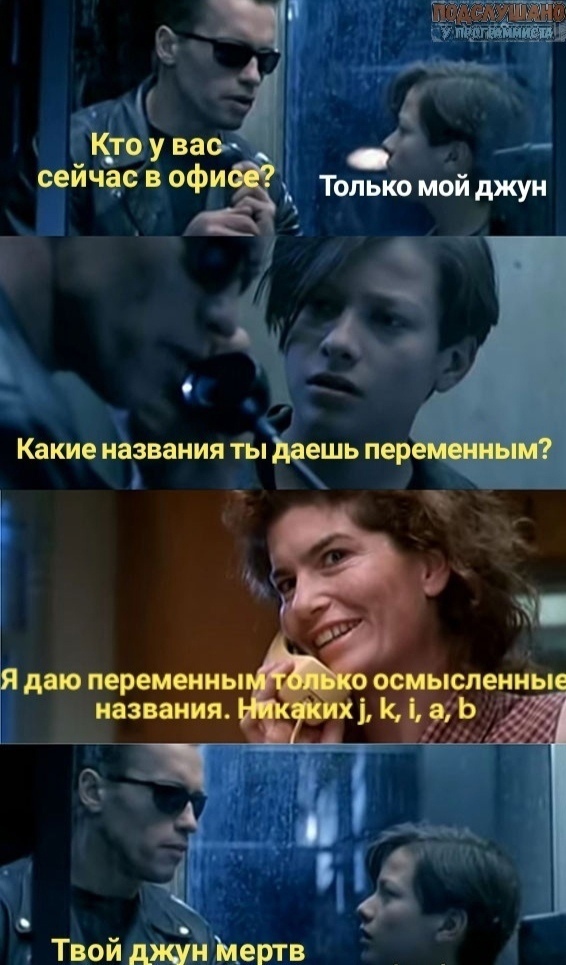 ПОДСЛУШАНО
У ПРОГРАММИСТА
Кто у вас
сейчас в офисе?
Только мой джун
Какие названия ты даешь переменным?
Я даю переменным только осмысленные
названия. Никаких j, k, i, a, b
Твой джун мертв